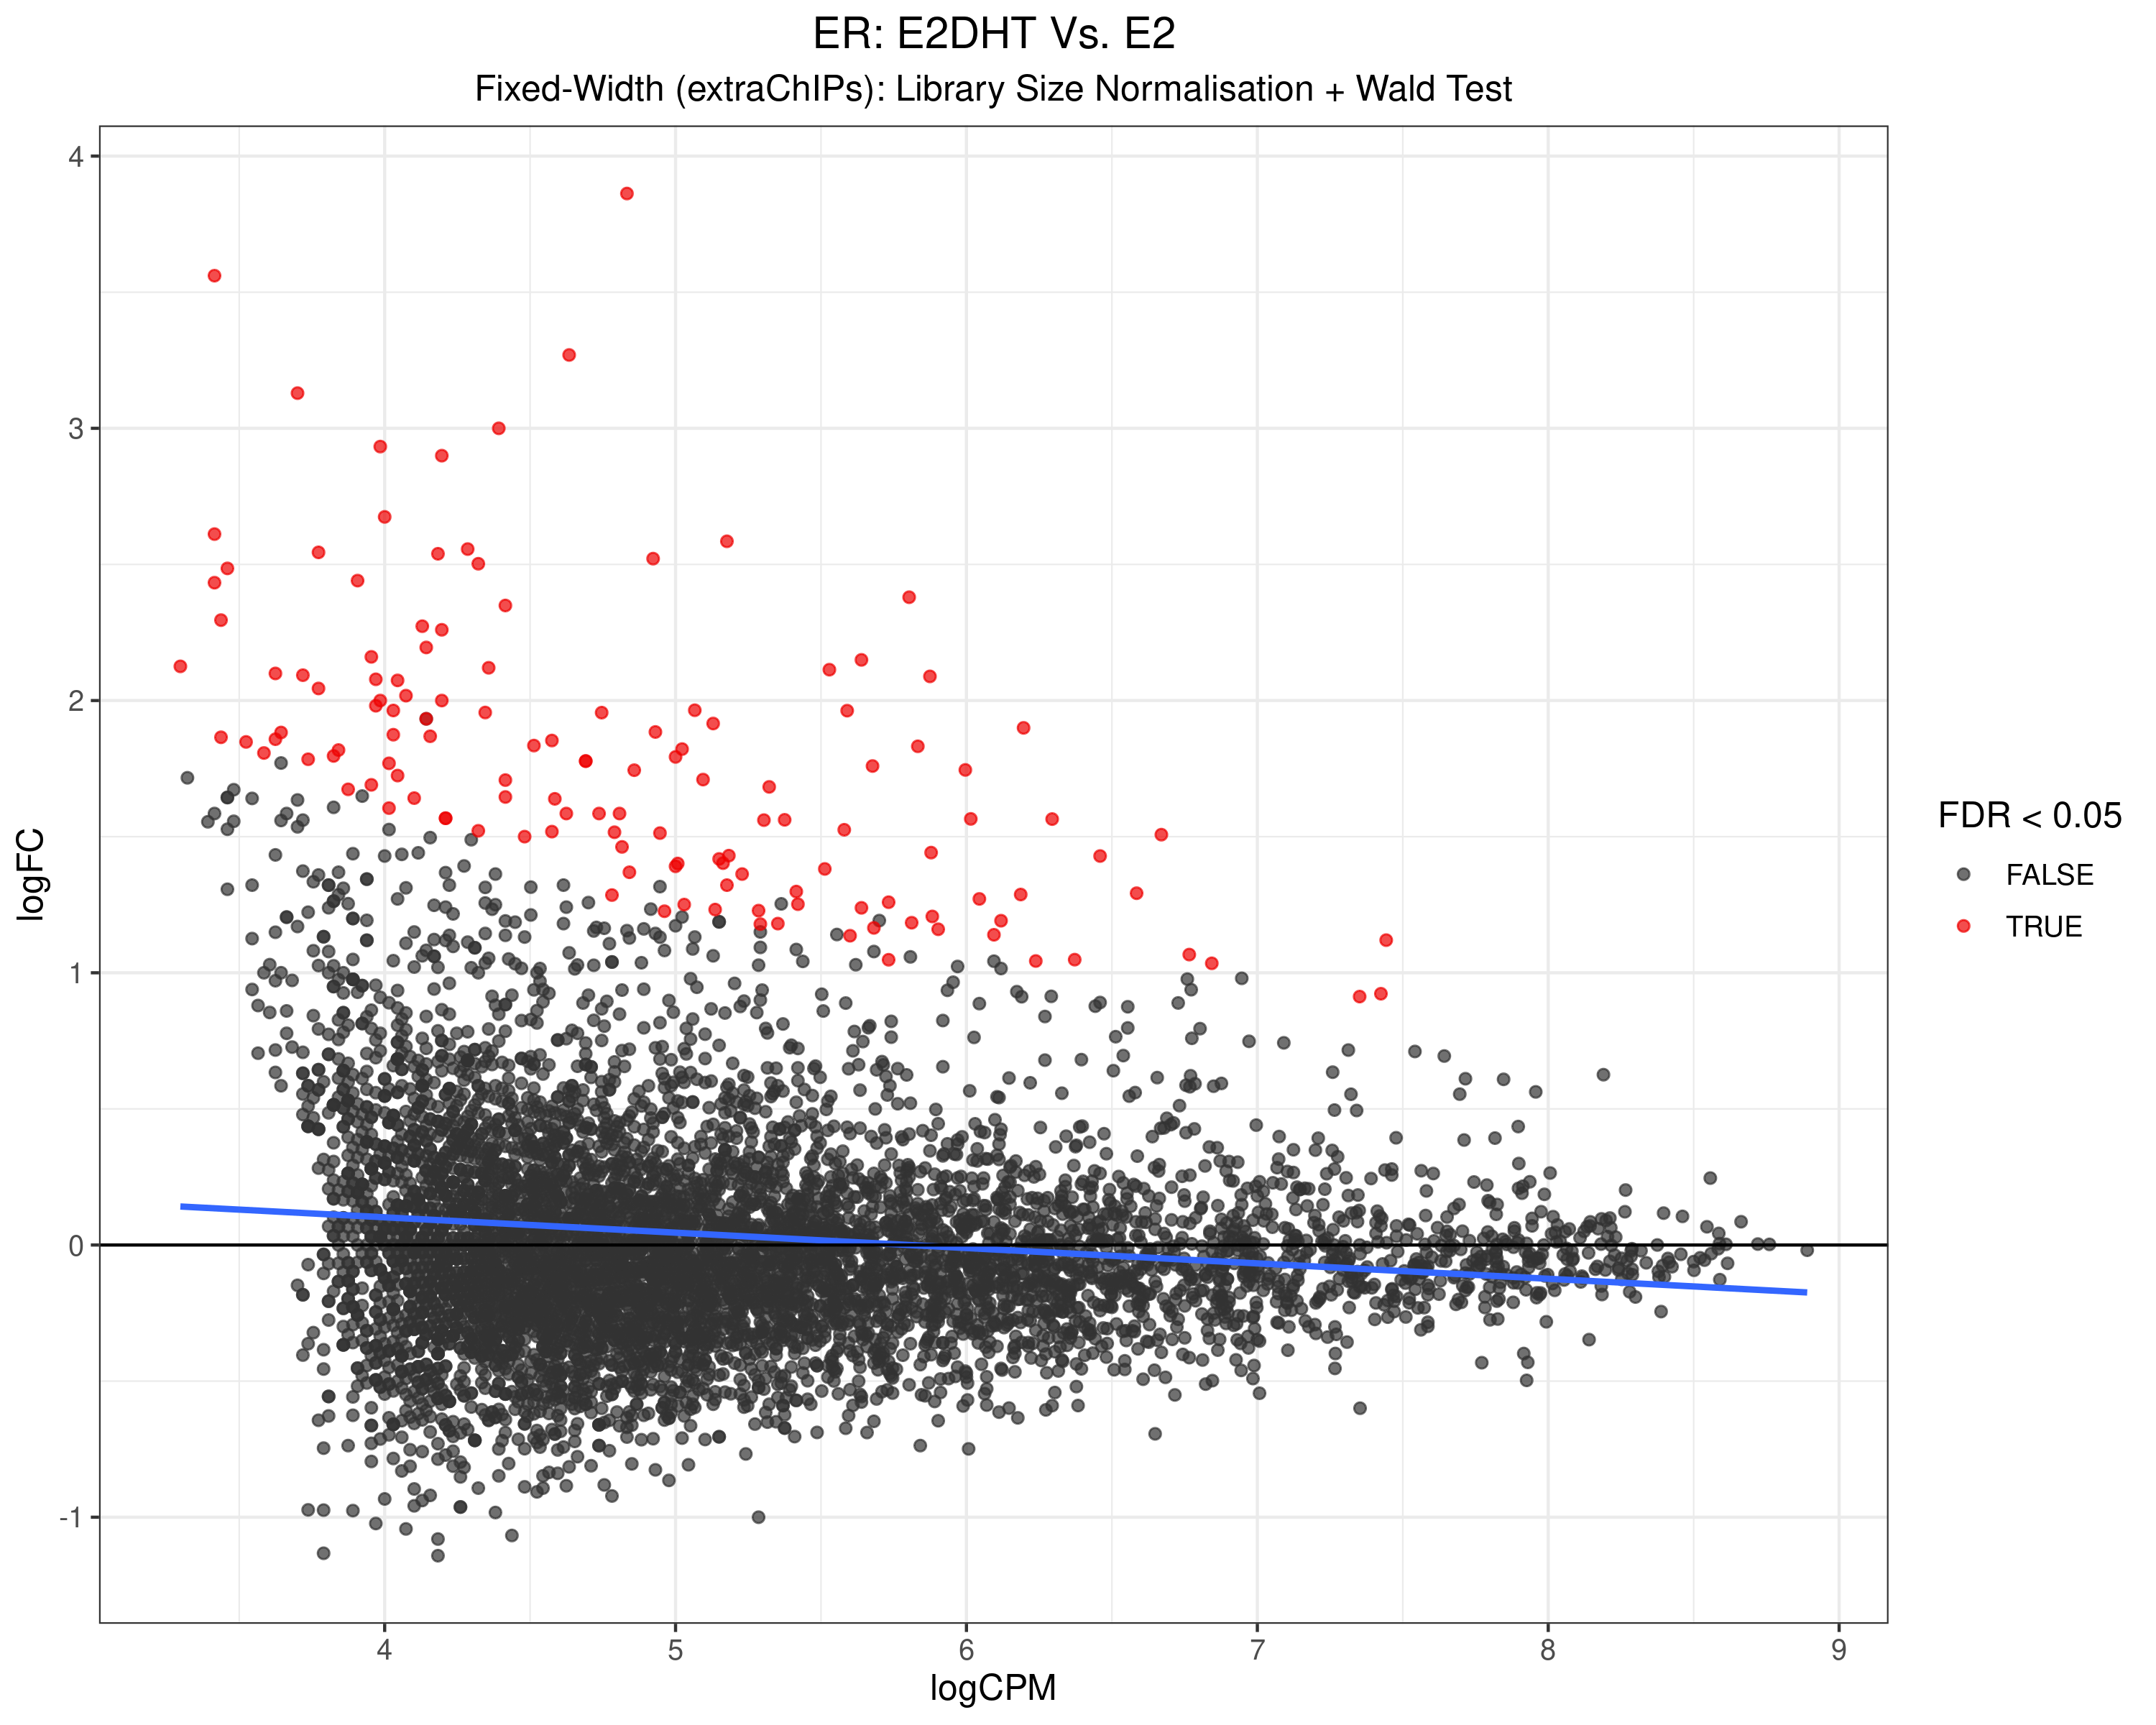 ER: E2DHT Vs. E2
Fixed-Width (extraChIPs): Library Size Normalisation + Wald Test
4
3
2
1
0
-1
logFC
4 5 6 7 8 9
logCPM
FDR < 0.05
FALSE
TRUE